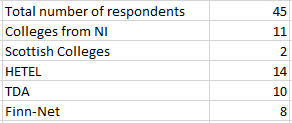 Total number of respondents 45
Colleges from NI 11
Scottish Colleges 2
HETEL 14
TDA 10
Finn-Net 8